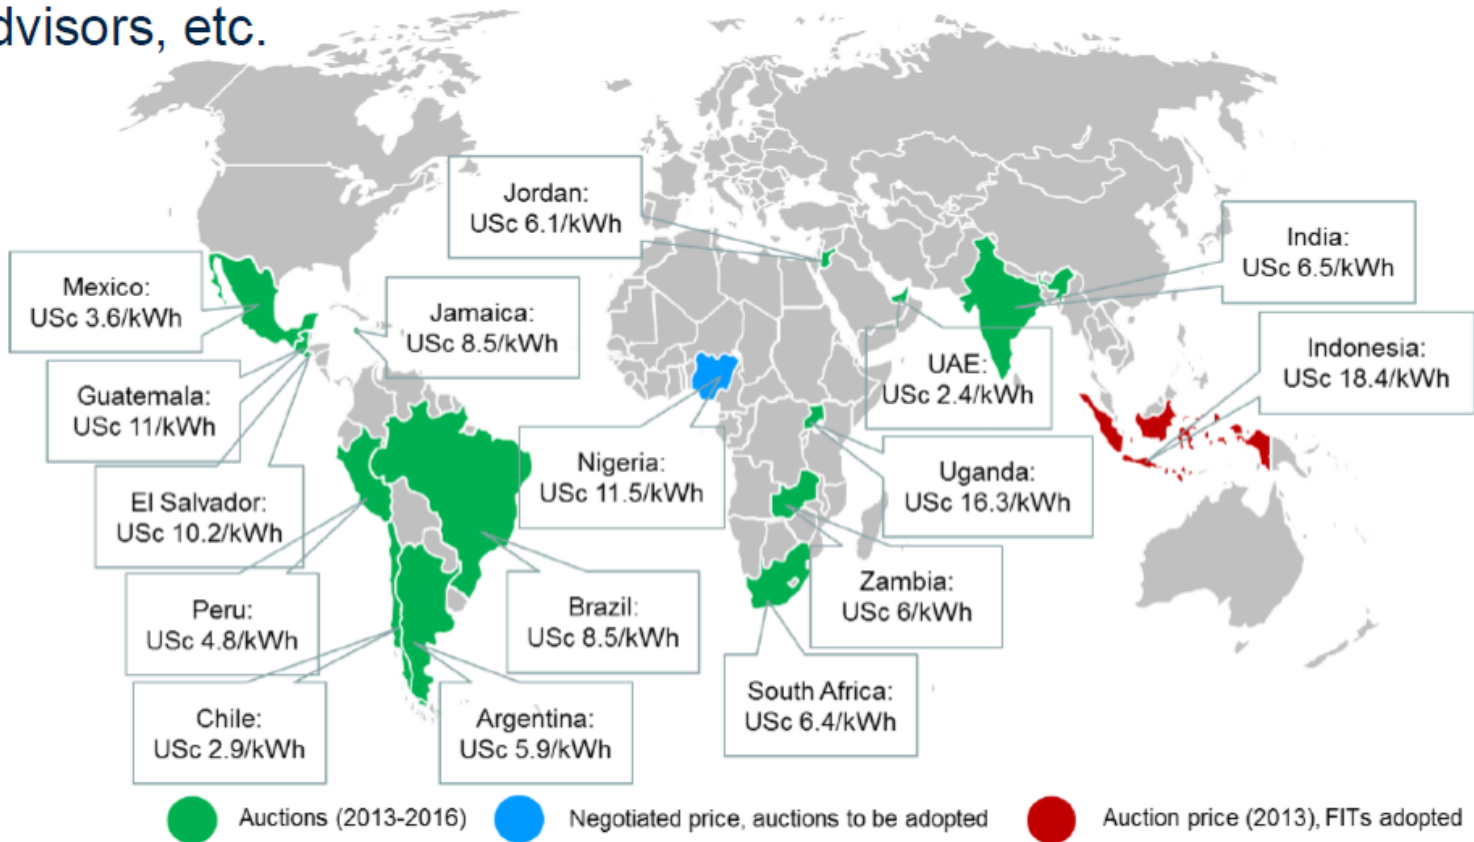 dvisors, etc.
Jordan:
USc 6.1/kWh
India:
USc 6.5/kWh
Mexico:
USc 3.6/kWh
Jamaica:
USc 8.5/kWh
Indonesia:
USc 18.4/kWh
UAE:
USc 2.4/kWh
Guatemala:
USc 11/kWh
Nigeria:
USc 11.5/kWh
Uganda:
USc 16.3/kWh
El Salvador:
USc 10.2/kWh
Zambia:
USc 6/kWh
Peru:
USc 4.8/kWh
Brazil:
USc 8.5/kWh
South Africa:
USc 6.4/kWh
Chile:
USc 2.9/kWh
Argentina:
USc 5.9/kWh
Auctions (2013-2016)
Negotiated price, auctions to be adopted
Auction price (2013), FITs adopted